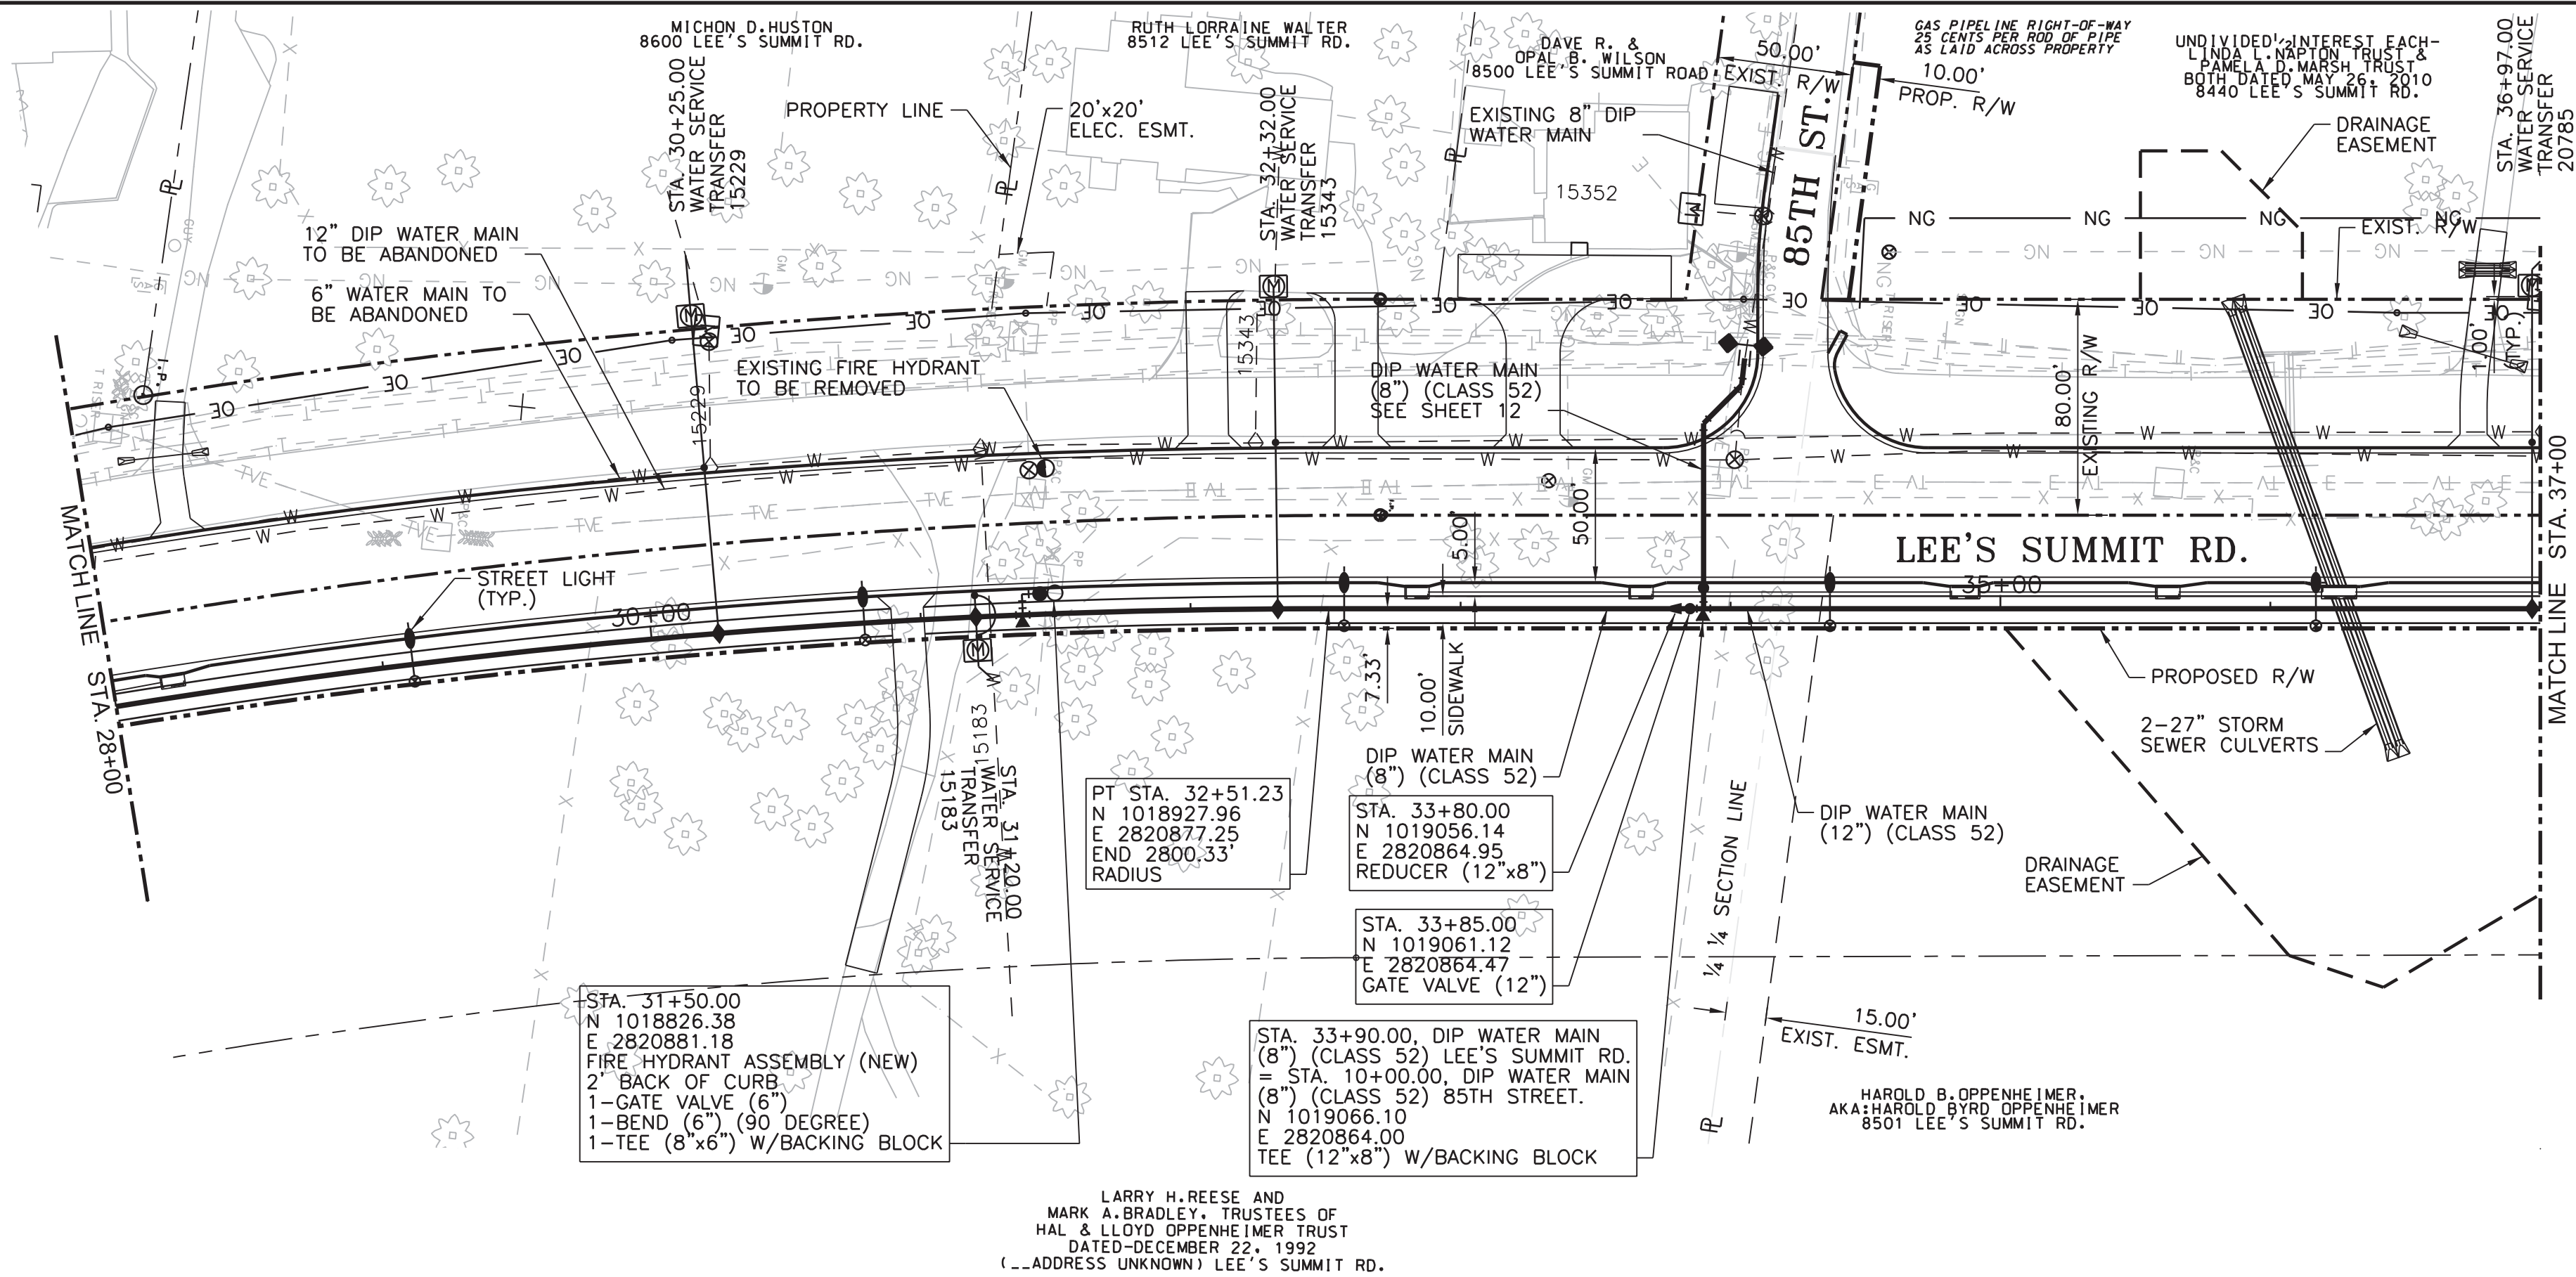 MICHON D.HUSTON
8600 LEE'S SUMMIT RD.
RUTH LORRAINE WALTER
8512 LEE'S SUMMIT RD.
DAVE R. &
OPAL B. WILSON
8500 LEE'S SUMMIT ROAD
50.00'
EXIST. R/W
10.00'
PROP. R/W
GAS PIPELINE RIGHT-OF-WAY
25 CENTS PER ROD OF PIPE
AS LAID ACROSS PROPERTY
UNDIVIDED ½ INTEREST EACH-
LINDA L.NAPTON TRUST &
PAMELA D.MARSH TRUST
BOTH DATED MAY 26, 2010
8440 LEE'S SUMMIT RD.
STA. 36+97.00
WATER SERVICE
TRANSFER
20785
STA. 30+25.00
WATER SERVICE
TRANSFER
15229
PROPERTY LINE
20'x20'
ELEC. ESMT.
STA. 32+32.00
WATER SERVICE
TRANSFER
15343
EXISTING 8" DIP
WATER MAIN
15352
85TH ST.
DRAINAGE
EASEMENT
EXIST. R/W
NG NG NG NG
12" DIP WATER MAIN
TO BE ABANDONED
6" WATER MAIN TO
BE ABANDONED
EXISTING FIRE HYDRANT
TO BE REMOVED
15229
15343
DIP WATER MAIN
(8") (CLASS 52)
SEE SHEET 12
80.00'
EXISTING R/W
1.00'
(TYP.)
MATCH LINE STA. 28+00
MATCH LINE STA. 37+00
STREET LIGHT
(TYP.)
30+00
5.00'
50.00'
LEE'S SUMMIT RD.
35+00
7.33'
10.00'
SIDEWALK
PROPOSED R/W
2-27" STORM
SEWER CULVERTS
15183
STA. 31+20.00
WATER SERVICE
TRANSFER
15183
PT STA. 32+51.23
N 1018927.96
E 2820877.25
END 2800.33'
RADIUS
DIP WATER MAIN
(8") (CLASS 52)
STA. 33+80.00
N 1019056.14
E 2820864.95
REDUCER (12"x8")
DIP WATER MAIN
(12") (CLASS 52)
¼ ¼ SECTION LINE
DRAINAGE
EASEMENT
STA. 33+85.00
N 1019061.12
E 2820864.47
GATE VALVE (12")
STA. 31+50.00
N 1018826.38
E 2820881.18
FIRE HYDRANT ASSEMBLY (NEW)
2' BACK OF CURB
1-GATE VALVE (6")
1-BEND (6") (90 DEGREE)
1-TEE (8"x6") W/BACKING BLOCK
STA. 33+90.00, DIP WATER MAIN
(8") (CLASS 52) LEE'S SUMMIT RD.
= STA. 10+00.00, DIP WATER MAIN
(8") (CLASS 52) 85TH STREET.
N 1019066.10
E 2820864.00
TEE (12"x8") W/BACKING BLOCK
15.00'
EXIST. ESMT.
HAROLD B.OPPENHEIMER,
AKA:HAROLD BYRD OPPENHEIMER
8501 LEE'S SUMMIT RD.
LARRY H.REESE AND
MARK A.BRADLEY, TRUSTEES OF
HAL & LLOYD OPPENHEIMER TRUST
DATED-DECEMBER 22, 1992
(__ADDRESS UNKNOWN) LEE'S SUMMIT RD.